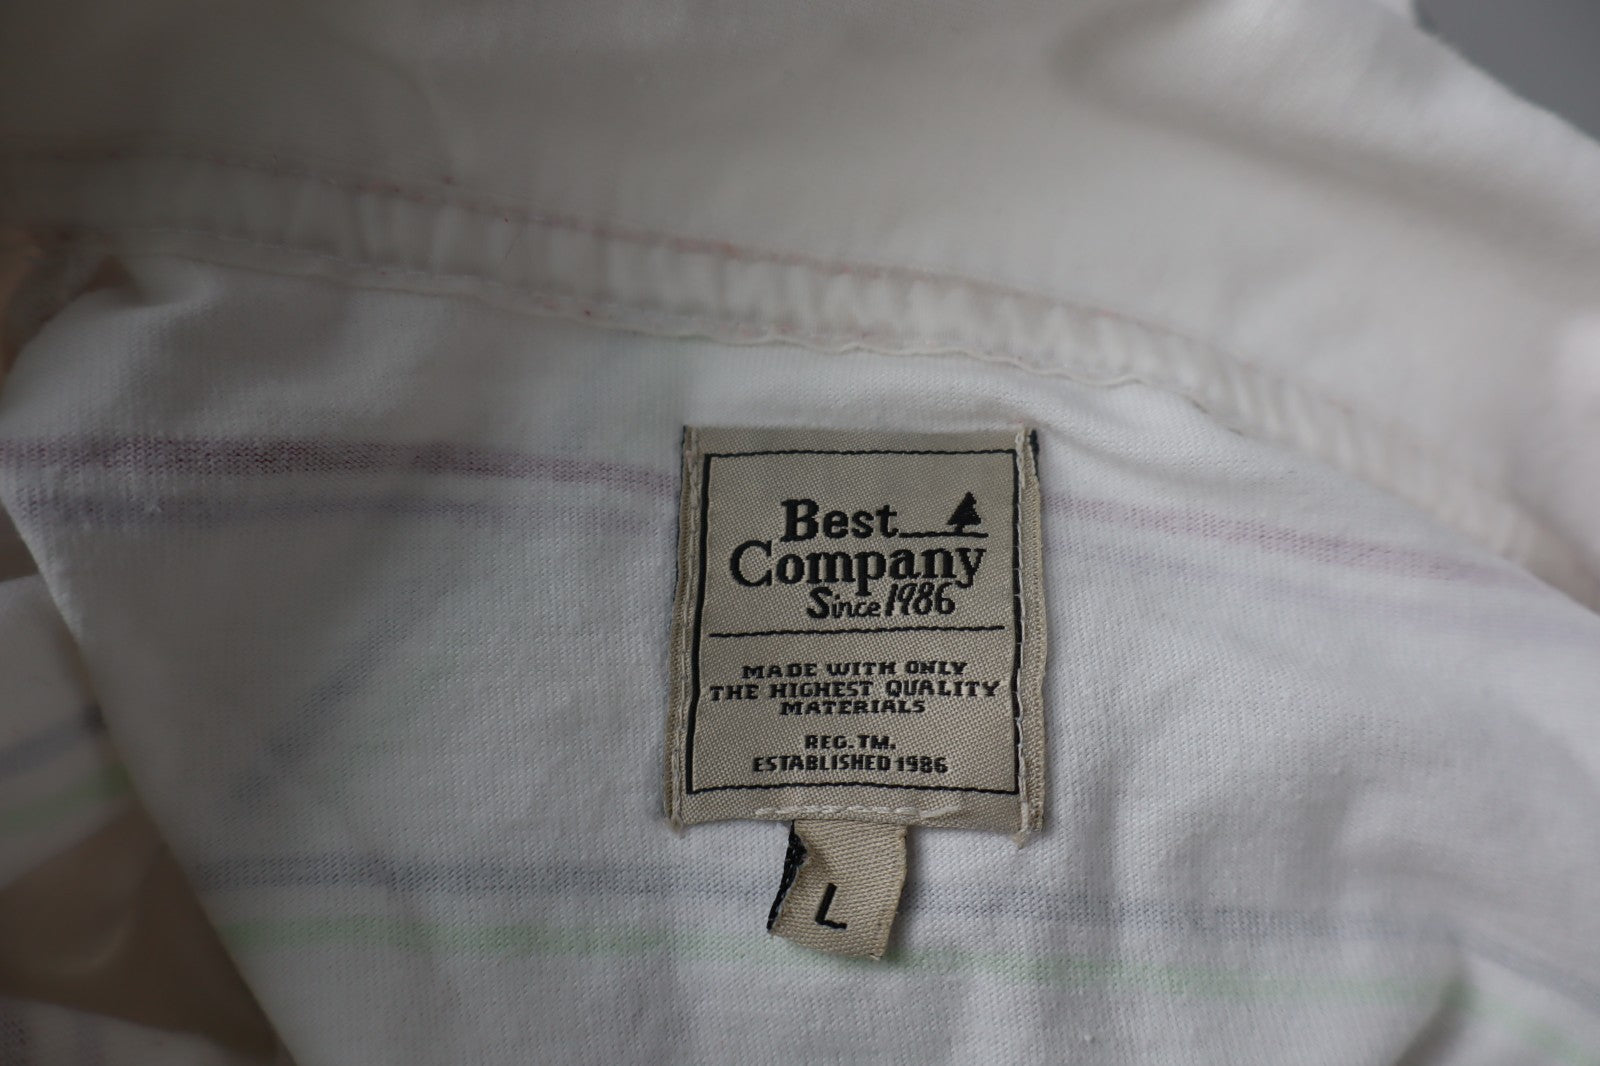 Best
Company
Since 1986
MADE WITH ONLY
THE HIGHEST QUALITY
MATERIALS
REG. TM.
ESTABLISHED 1986
L